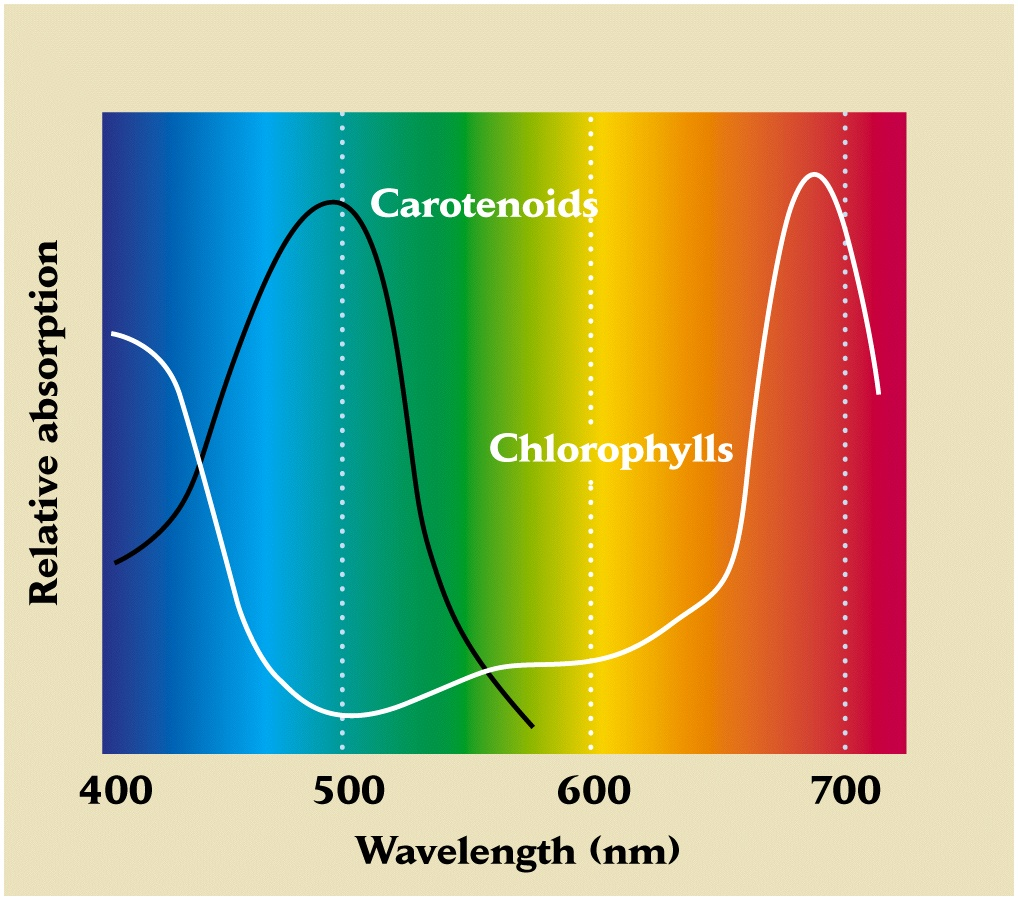 Carotenoids
Chlorophylls
Relative absorption
400 500 600 700
Wavelength (nm)